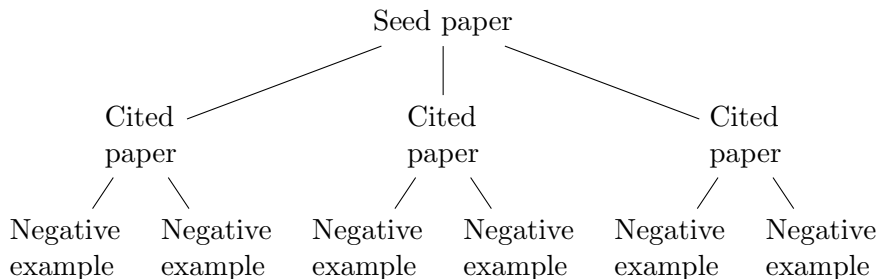 Seed paper
Cited Cited Cited
paper paper paper
Negative Negative Negative Negative Negative Negative
example example example example example example